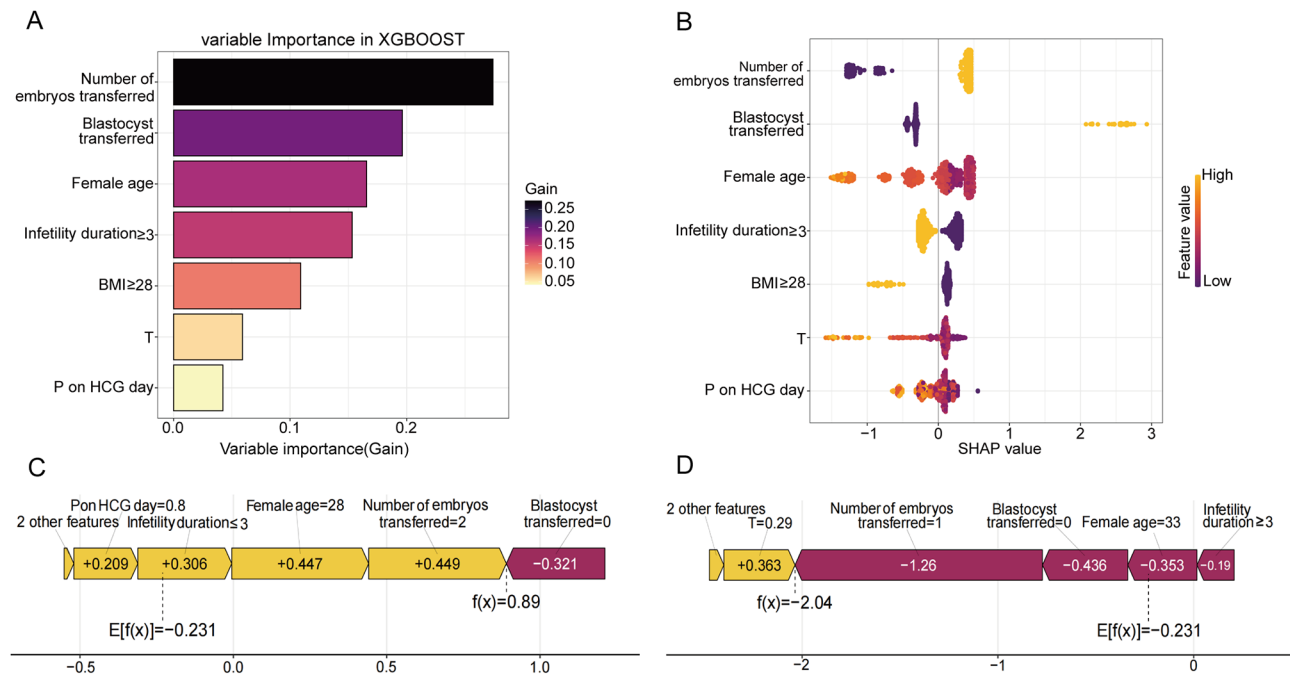 A
variable Importance in XGBOOST
Number of
embryos transferred
Blastocyst
transferred
Female age
Infetility duration≥3
BMI≥28
T
P on HCG day
0.0
0.1
0.2
Variable importance(Gain)
Gain
0.25
0.20
0.15
0.10
0.05
B
Number of
embryos transferred
Blastocyst
transferred
Female age
Infetility duration≥3
BMI≥28
T
P on HCG day
−1
0
1
2
3
SHAP value
Feature value
High
Low
C
2 other features
Pon HCG day=0.8
Infetility duration≤3
Female age=28
Number of embryos
transferred=2
Blastocyst
transferred=0
+0.209
+0.306
+0.447
+0.449
−0.321
f(x)=0.89
E[f(x)]=−0.231
−0.5
0.0
0.5
1.0
D
2 other features
T=0.29
Number of embryos
transferred=1
Blastocyst
transferred=0
Female age=33
Infetility
duration≥3
+0.363
−1.26
−0.436
−0.353
−0.19
f(x)=−2.04
E[f(x)]=−0.231
−2
−1
0